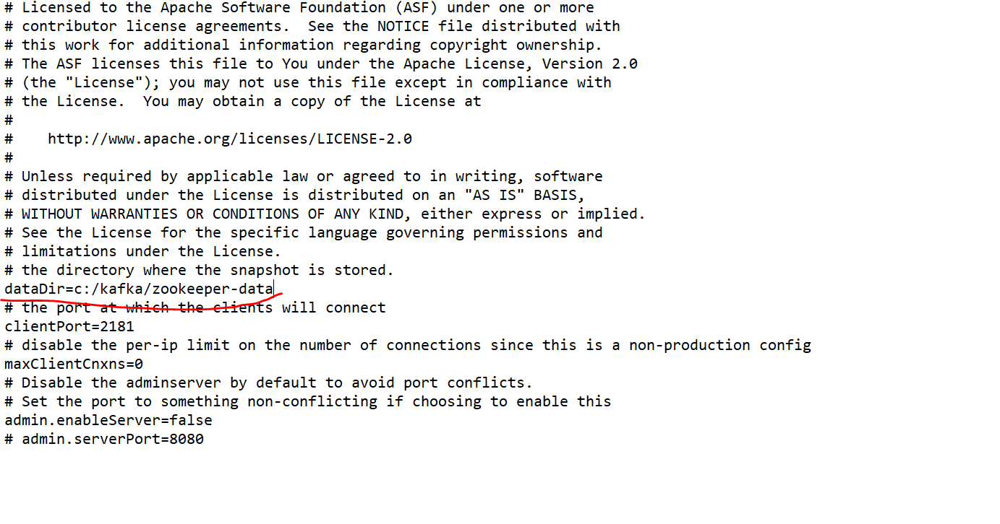 # Licensed to the Apache Software Foundation (ASF) under one or more
# contributor license agreements.  See the NOTICE file distributed with
# this work for additional information regarding copyright ownership.
# The ASF licenses this file to You under the Apache License, Version 2.0
# (the "License"); you may not use this file except in compliance with
# the License.  You may obtain a copy of the License at
#
#    http://www.apache.org/licenses/LICENSE-2.0
#
# Unless required by applicable law or agreed to in writing, software
# distributed under the License is distributed on an "AS IS" BASIS,
# WITHOUT WARRANTIES OR CONDITIONS OF ANY KIND, either express or implied.
# See the License for the specific language governing permissions and
# limitations under the License.
# the directory where the snapshot is stored.
dataDir=c:/kafka/zookeeper-data
# the port at which the clients will connect
clientPort=2181
# disable the per-ip limit on the number of connections since this is a non-production config
maxClientCnxns=0
# Disable the adminserver by default to avoid port conflicts.
# Set the port to something non-conflicting if choosing to enable this
admin.enableServer=false
# admin.serverPort=8080